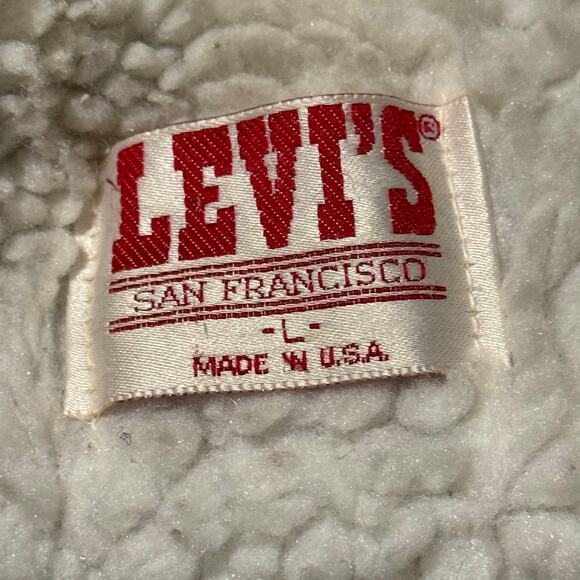 LEVI'S®
SAN FRANCISCO
-L-
MADE IN U.S.A.